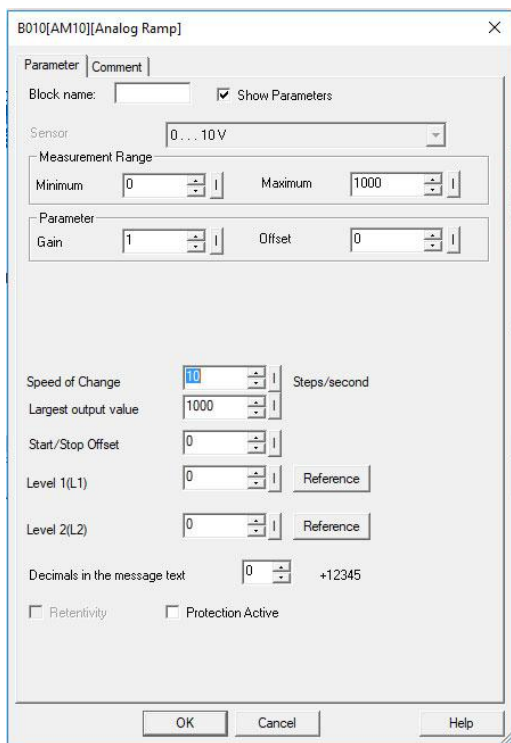 B010[AM10][Analog Ramp]
Parameter Comment
Block name: Show Parameters
Sensor 0 . . . 10 V
Measurement Range
Minimum 0 Maximum 1000
Parameter
Gain 1 Offset 0
Speed of Change 10 Steps/second
Largest output value 1000
Start/Stop Offset 0
Level 1(L1) 0 Reference
Level 2(L2) 0 Reference
Decimals in the message text 0 +12345
Retentivity Protection Active
OK Cancel Help